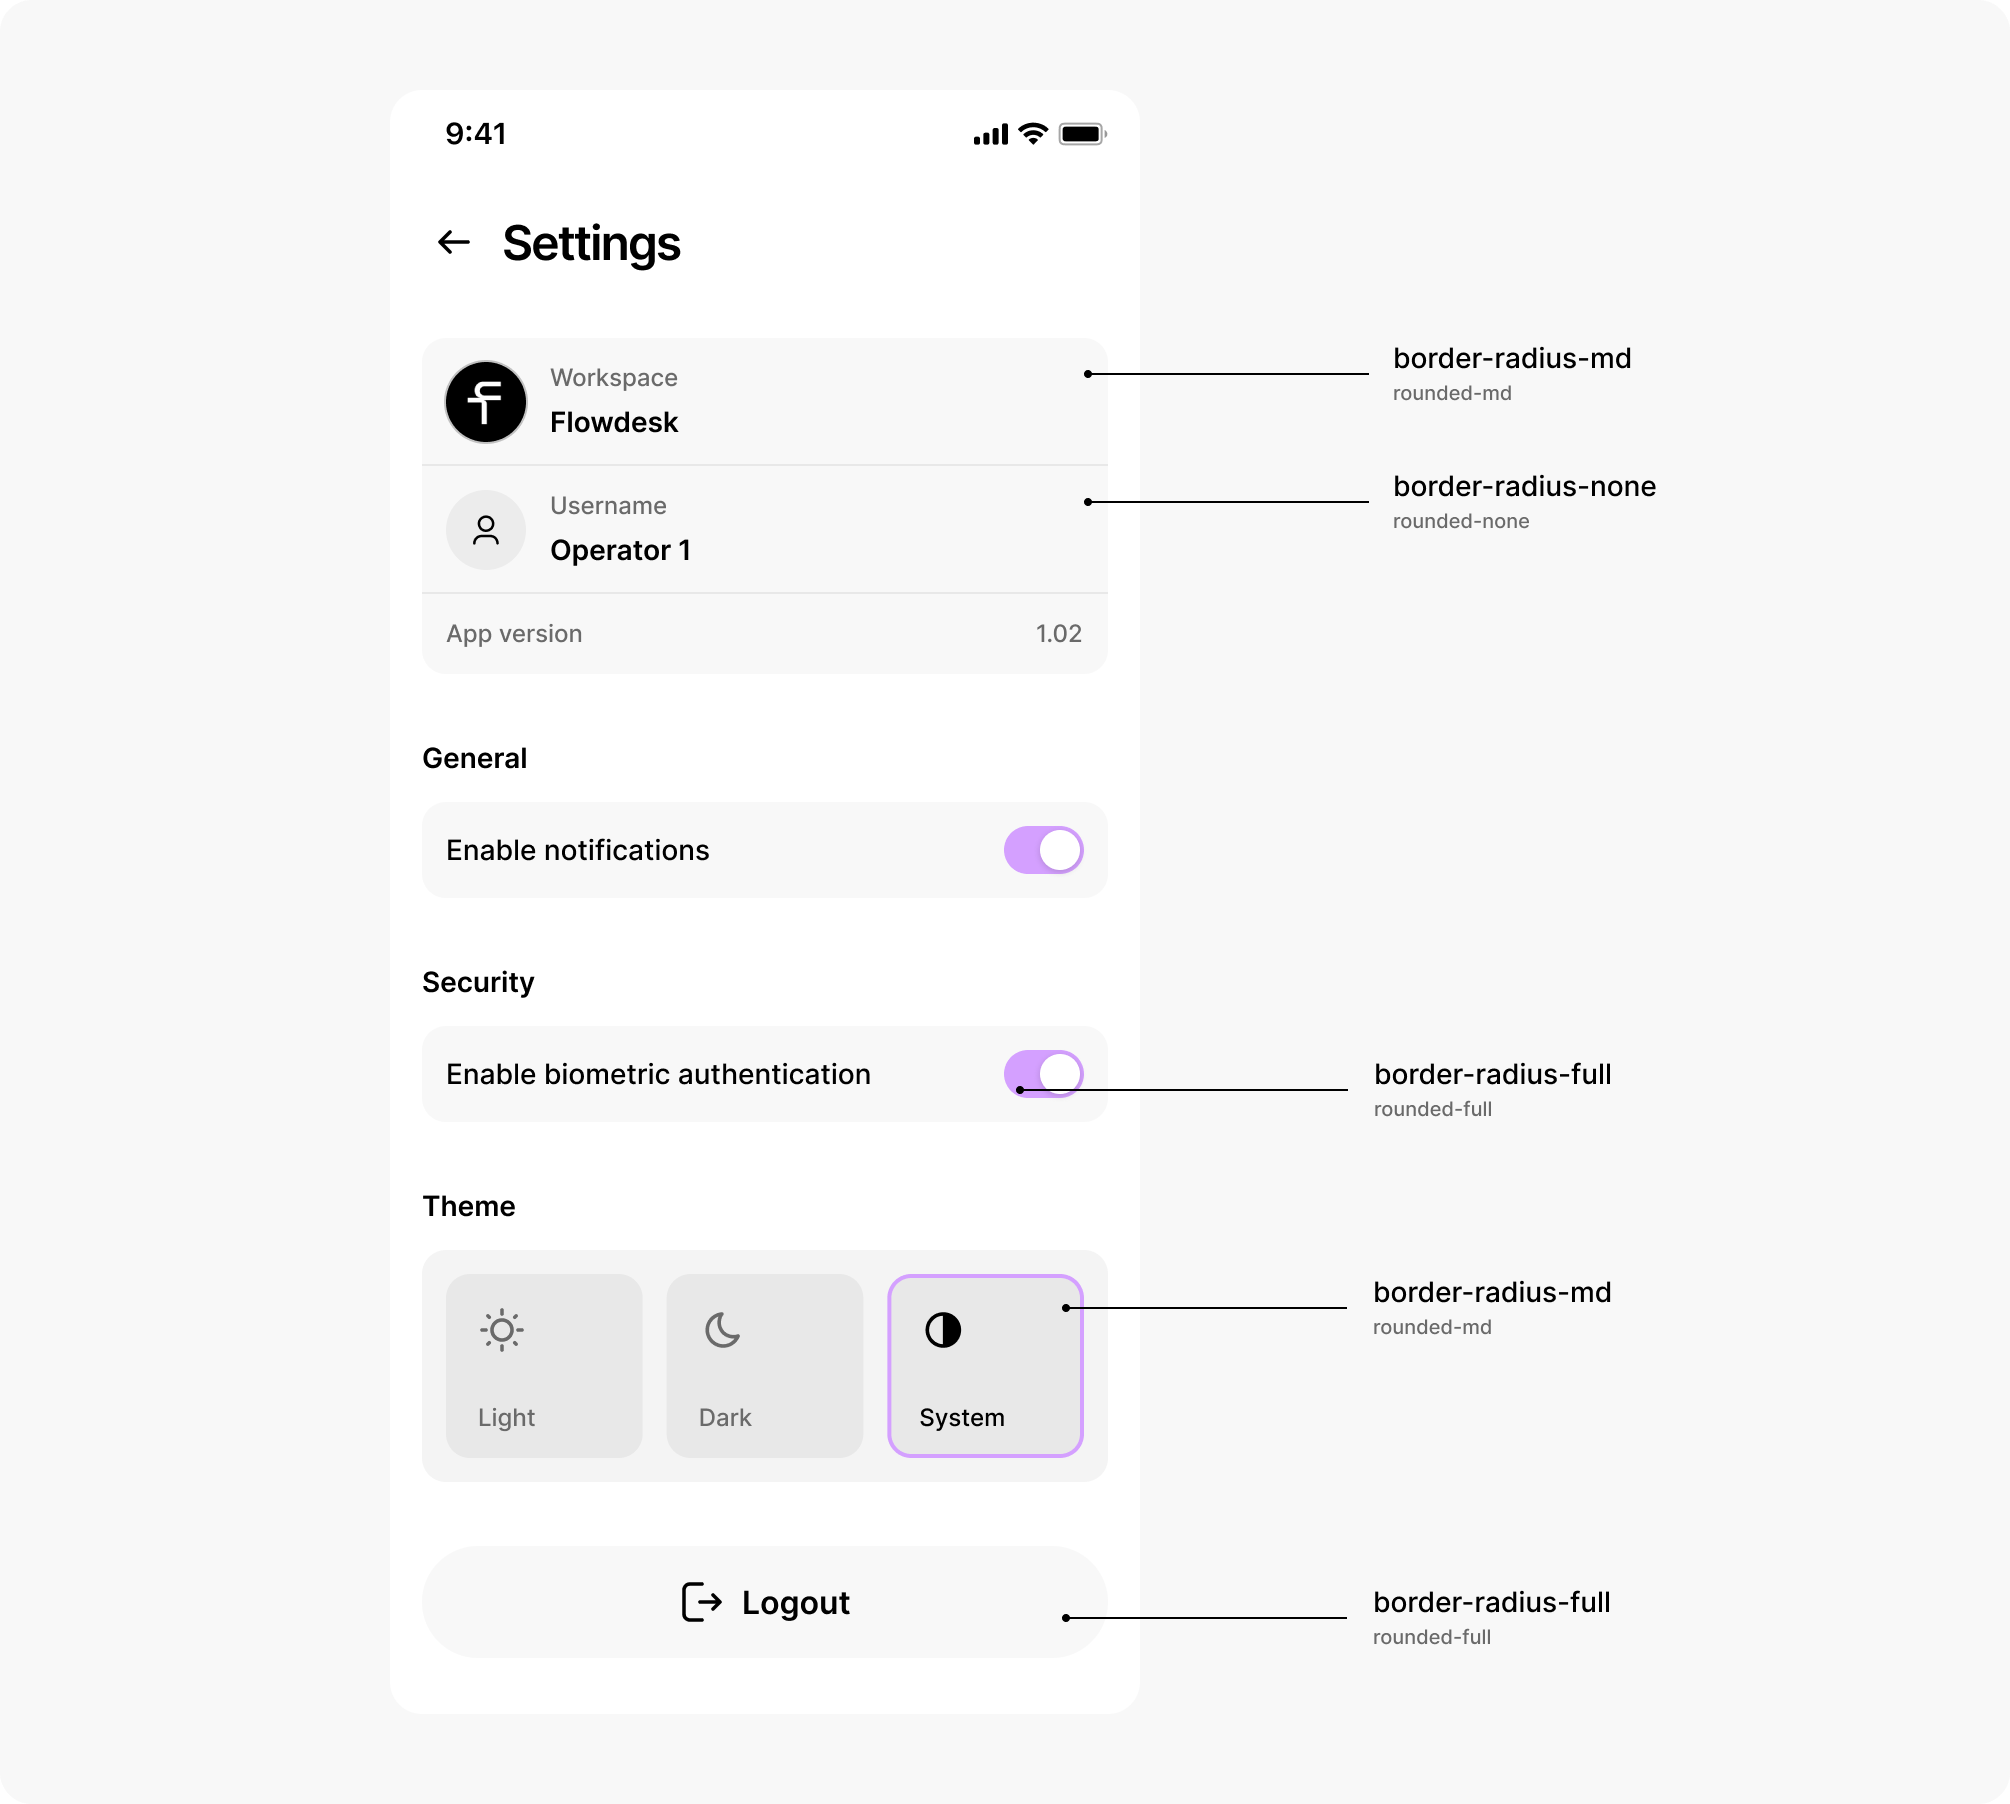 9:41
Settings
Workspace
Flowdesk
border-radius-md
rounded-md
Username
Operator 1
border-radius-none
rounded-none
App version 1.02
General
Enable notifications
Security
Enable biometric authentication
border-radius-full
rounded-full
Theme
Light
Dark
System
border-radius-md
rounded-md
Logout
border-radius-full
rounded-full